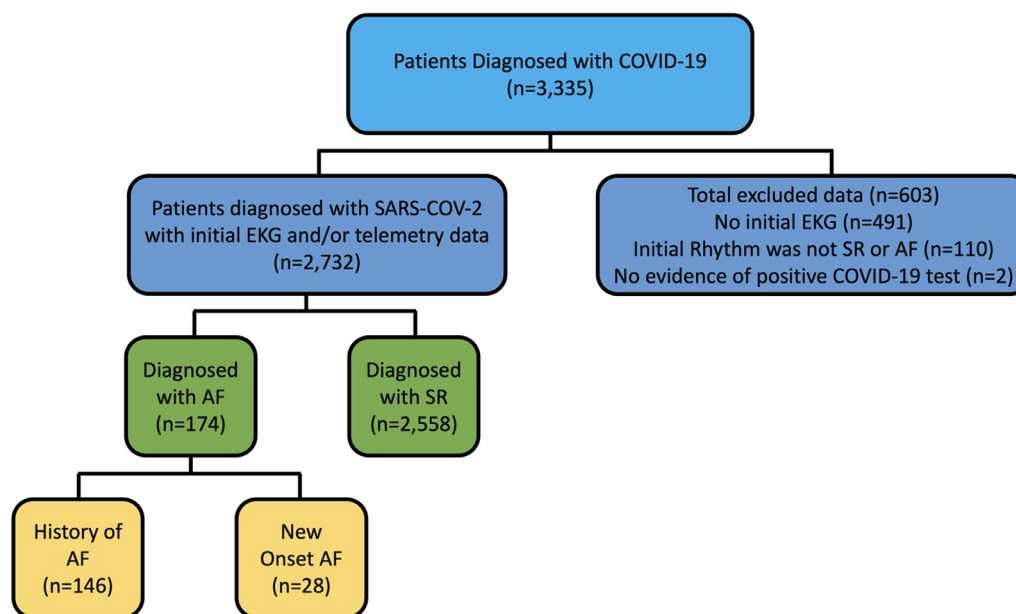 Patients Diagnosed with COVID-19
(n=3,335)
Patients diagnosed with SARS-COV-2
with initial EKG and/or telemetry data
(n=2,732)
Total excluded data (n=603)
No initial EKG (n=491)
Initial Rhythm was not SR or AF (n=110)
No evidence of positive COVID-19 test (n=2)
Diagnosed
with AF
(n=174)
Diagnosed
with SR
(n=2,558)
History of
AF
(n=146)
New
Onset AF
(n=28)